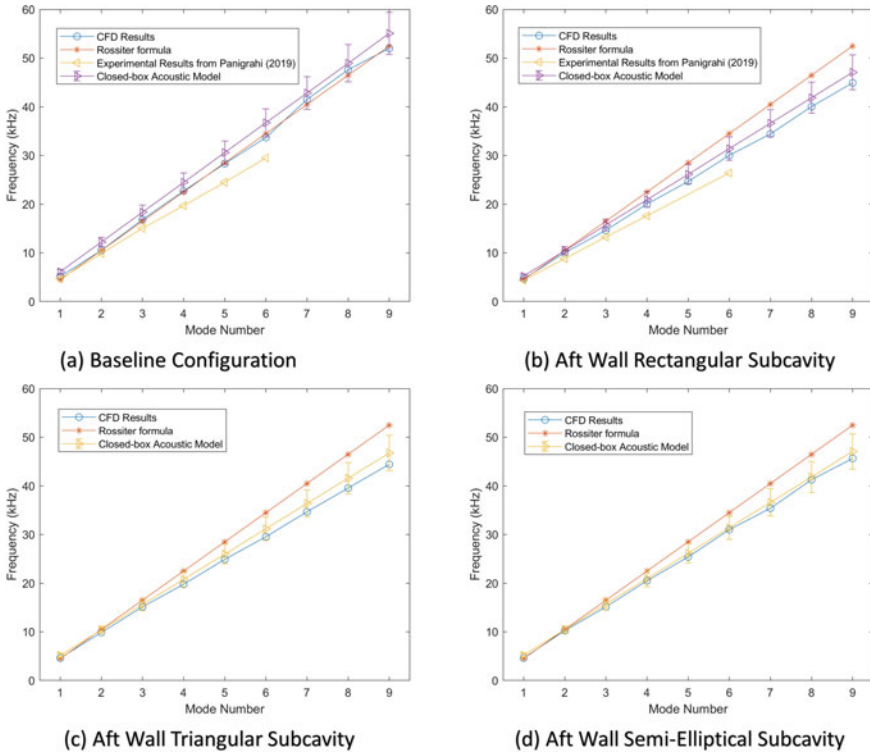 60
50
40
30
20
10
0
Frequency (kHz)
CFD Results
Rossiter formula
Experimental Results from Panigrahi (2019)
Closed-box Acoustic Model
1 2 3 4 5 6 7 8 9
Mode Number
(a) Baseline Configuration
60
50
40
30
20
10
0
Frequency (kHz)
CFD Results
Rossiter formula
Experimental Results from Panigrahi (2019)
Closed-box Acoustic Model
1 2 3 4 5 6 7 8 9
Mode Number
(b) Aft Wall Rectangular Subcavity
60
50
40
30
20
10
0
Frequency (kHz)
CFD Results
Rossiter formula
Closed-box Acoustic Model
1 2 3 4 5 6 7 8 9
Mode Number
(c) Aft Wall Triangular Subcavity
60
50
40
30
20
10
0
Frequency (kHz)
CFD Results
Rossiter formula
Closed-box Acoustic Model
1 2 3 4 5 6 7 8 9
Mode Number
(d) Aft Wall Semi-Elliptical Subcavity